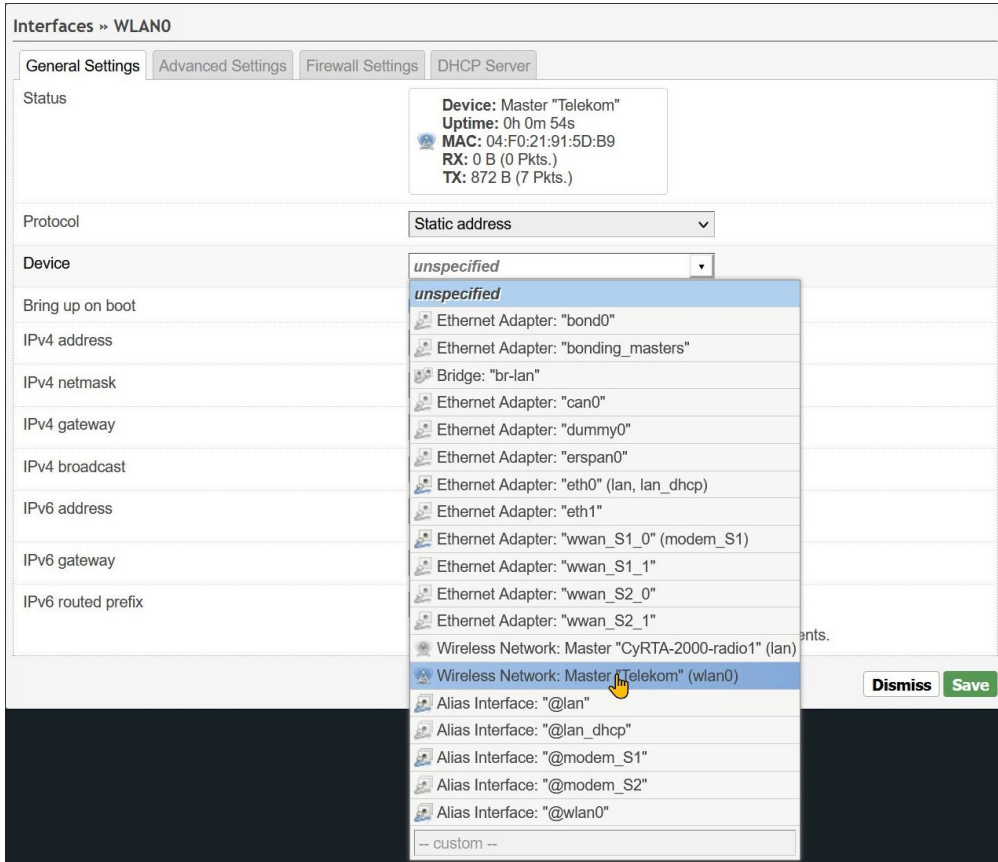 Interfaces » WLAN0
General Settings Advanced Settings Firewall Settings DHCP Server
Status
Device: Master "Telekom"
Uptime: 0h 0m 54s
MAC: 04:F0:21:91:5D:B9
RX: 0 B (0 Pkts.)
TX: 872 B (7 Pkts.)
Protocol
Static address
Device
unspecified
unspecified
Bring up on boot
Ethernet Adapter: "bond0"
IPv4 address
Ethernet Adapter: "bonding_masters"
Bridge: "br-lan"
IPv4 netmask
Ethernet Adapter: "can0"
IPv4 gateway
Ethernet Adapter: "dummy0"
Ethernet Adapter: "erspan0"
IPv4 broadcast
Ethernet Adapter: "eth0" (lan, lan_dhcp)
IPv6 address
Ethernet Adapter: "eth1"
Ethernet Adapter: "wwan_S1_0" (modem_S1)
IPv6 gateway
Ethernet Adapter: "wwan_S1_1"
Ethernet Adapter: "wwan_S2_0"
IPv6 routed prefix
Ethernet Adapter: "wwan_S2_1"
ents.
Wireless Network: Master "CyRTA-2000-radio1" (lan)
Wireless Network: Master "Telekom" (wlan0)
Dismiss Save
Alias Interface: "@lan"
Alias Interface: "@lan_dhcp"
Alias Interface: "@modem_S1"
Alias Interface: "@modem_S2"
Alias Interface: "@wlan0"
-- custom --